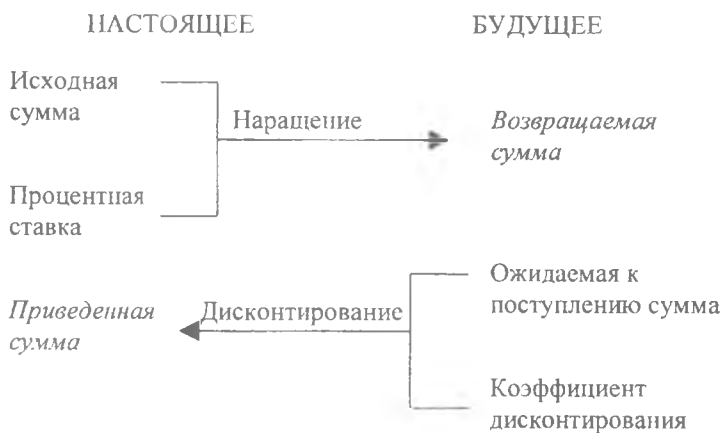 НАСТОЯЩЕЕ БУДУЩЕЕ
Исходная
сумма
Наращение
Возвращаемая
сумма
Процентная
ставка
Приведенная
сумма
Дисконтирование
Ожидаемая к
поступлению сумма
Коэффициент
дисконтирования